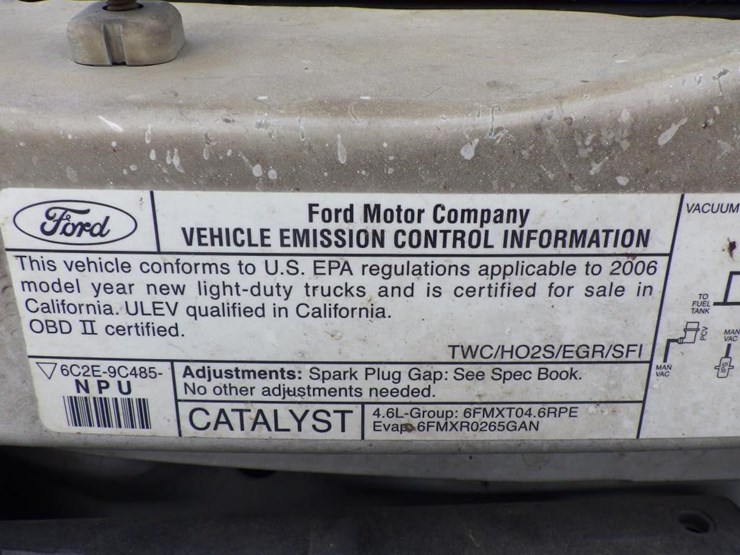 Ford
Ford Motor Company
VEHICLE EMISSION CONTROL INFORMATION
This vehicle conforms to U.S. EPA regulations applicable to 2006
model year new light-duty trucks and is certified for sale in
California. ULEV qualified in California.
OBD II certified.
TWC/HO2S/EGR/SFI
6C2E-9C485-
NPU
Adjustments: Spark Plug Gap: See Spec Book.
No other adjustments needed.
CATALYST
4.6L-Group: 6FMXT04.6RPE
Evap: 6FMXR0265GAN
VACUUM
TO
FUEL
TANK
PCV
MAN
VAC
MAN
VAC